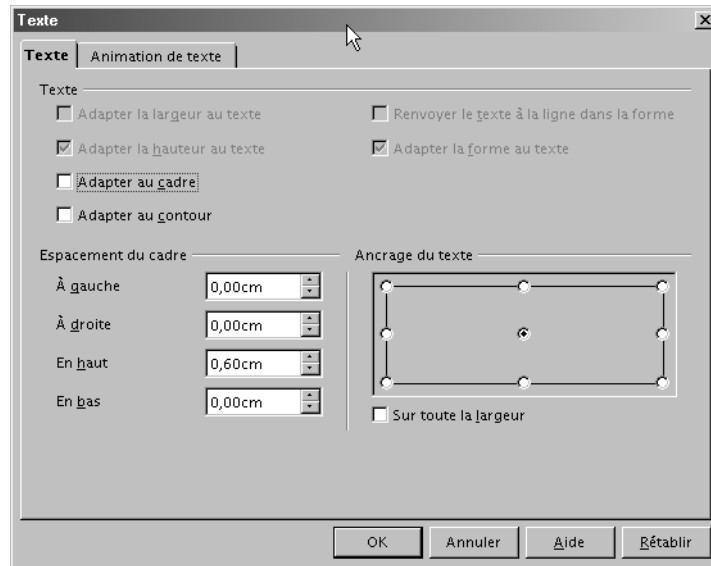 Texte
Texte Animation de texte
Texte
Adapter la largeur au texte Renvoyer le texte à la ligne dans la forme
Adapter la hauteur au texte Adapter la forme au texte
Adapter au cadre
Adapter au contour
Espacement du cadre Ancrage du texte
À gauche 0,00cm
À droite 0,00cm
En haut 0,60cm
En bas 0,00cm
Sur toute la largeur
OK Annuler Aide Rétablir